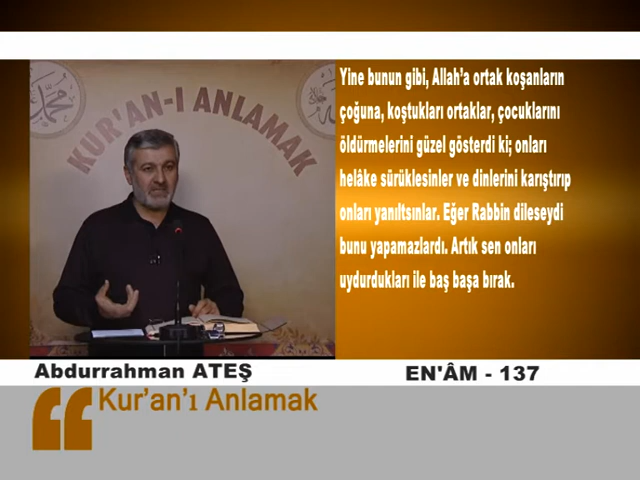 KUR'AN-I ANLAMAK
Yine bunun gibi, Allah'a ortak koşanların
çoğuna, koştukları ortaklar, çocuklarını
öldürmelerini güzel gösterdi ki; onları
helâke sürüklesinler ve dinlerini karıştırıp
onları yanıltsınlar. Eğer Rabbin dileseydi
bunu yapamazlardı. Artık sen onları
uydurdukları ile baş başa bırak.
Abdurrahman ATEŞ
EN'ÂM - 137
Kur'an'ı Anlamak